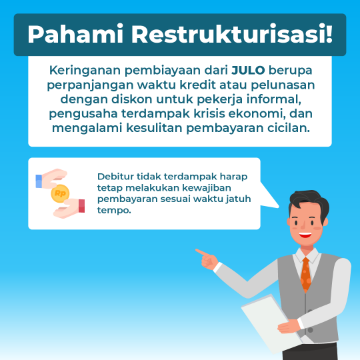 Pahami Restrukturisasi!
Keringanan pembiayaan dari JULO berupa
perpanjangan waktu kredit atau pelunasan
dengan diskon untuk pekerja informal,
pengusaha terdampak krisis ekonomi, dan
mengalami kesulitan pembayaran cicilan.
Debitur tidak terdampak harap
tetap melakukan kewajiban
pembayaran sesuai waktu jatuh
tempo.
Rp